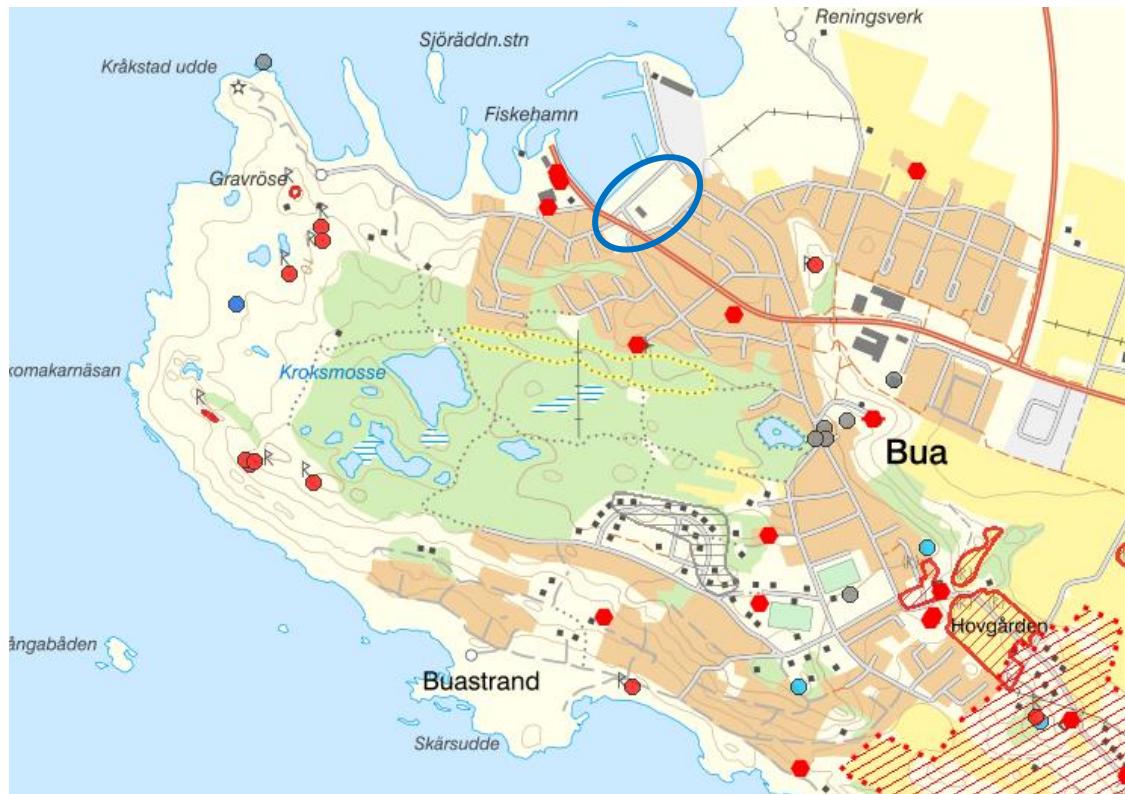 Reningsverk
Sjöräddn.stn
Kråkstad udde
Fiskehamn
Gravröse
R
R
R
R
komakarnäsan
Kroksmosse
R
R
R
R
Bua
Hovgården
ångabåden
Buastrand
R
R
Skärsudde